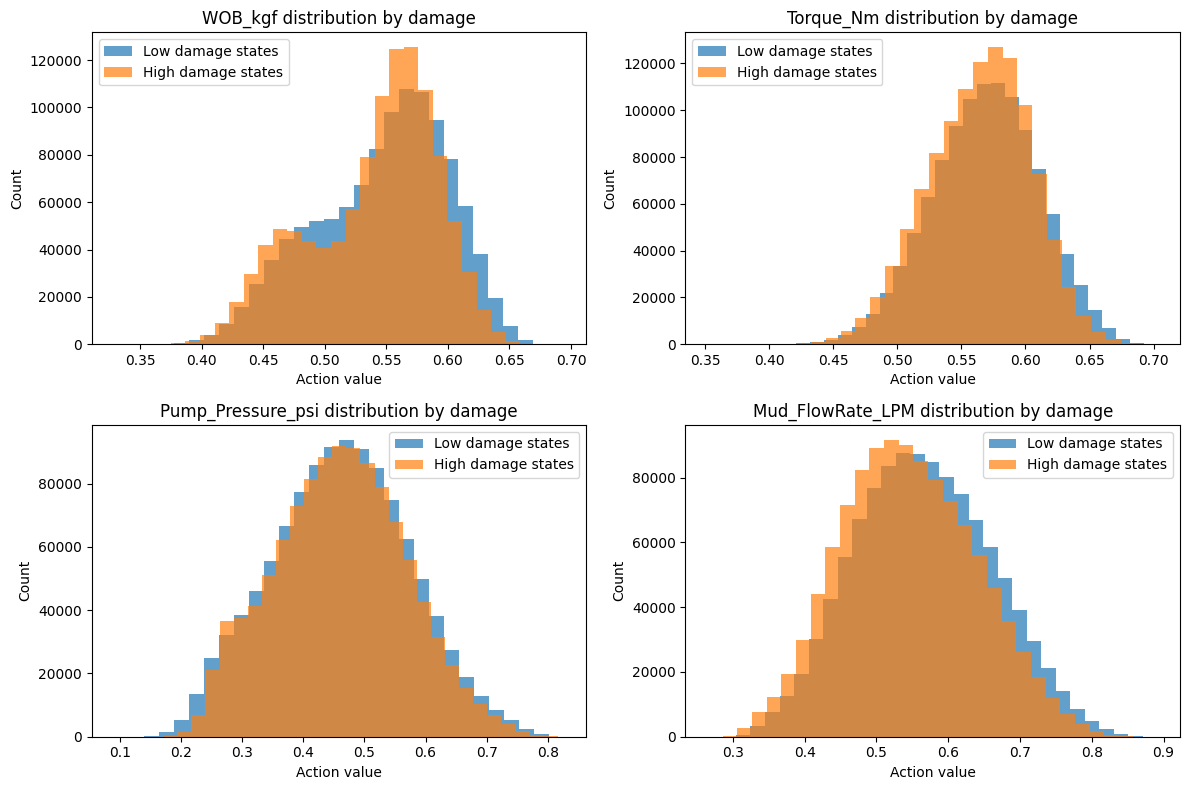 WOB_kgf distribution by damage
Low damage states
High damage states
120000
100000
80000
60000
40000
20000
0
Count
0.35 0.40 0.45 0.50 0.55 0.60 0.65 0.70
Action value
Torque_Nm distribution by damage
Low damage states
High damage states
120000
100000
80000
60000
40000
20000
0
Count
0.35 0.40 0.45 0.50 0.55 0.60 0.65 0.70
Action value
Pump_Pressure_psi distribution by damage
Low damage states
High damage states
80000
60000
40000
20000
0
Count
0.1 0.2 0.3 0.4 0.5 0.6 0.7 0.8
Action value
Mud_FlowRate_LPM distribution by damage
Low damage states
High damage states
80000
60000
40000
20000
0
Count
0.3 0.4 0.5 0.6 0.7 0.8 0.9
Action value